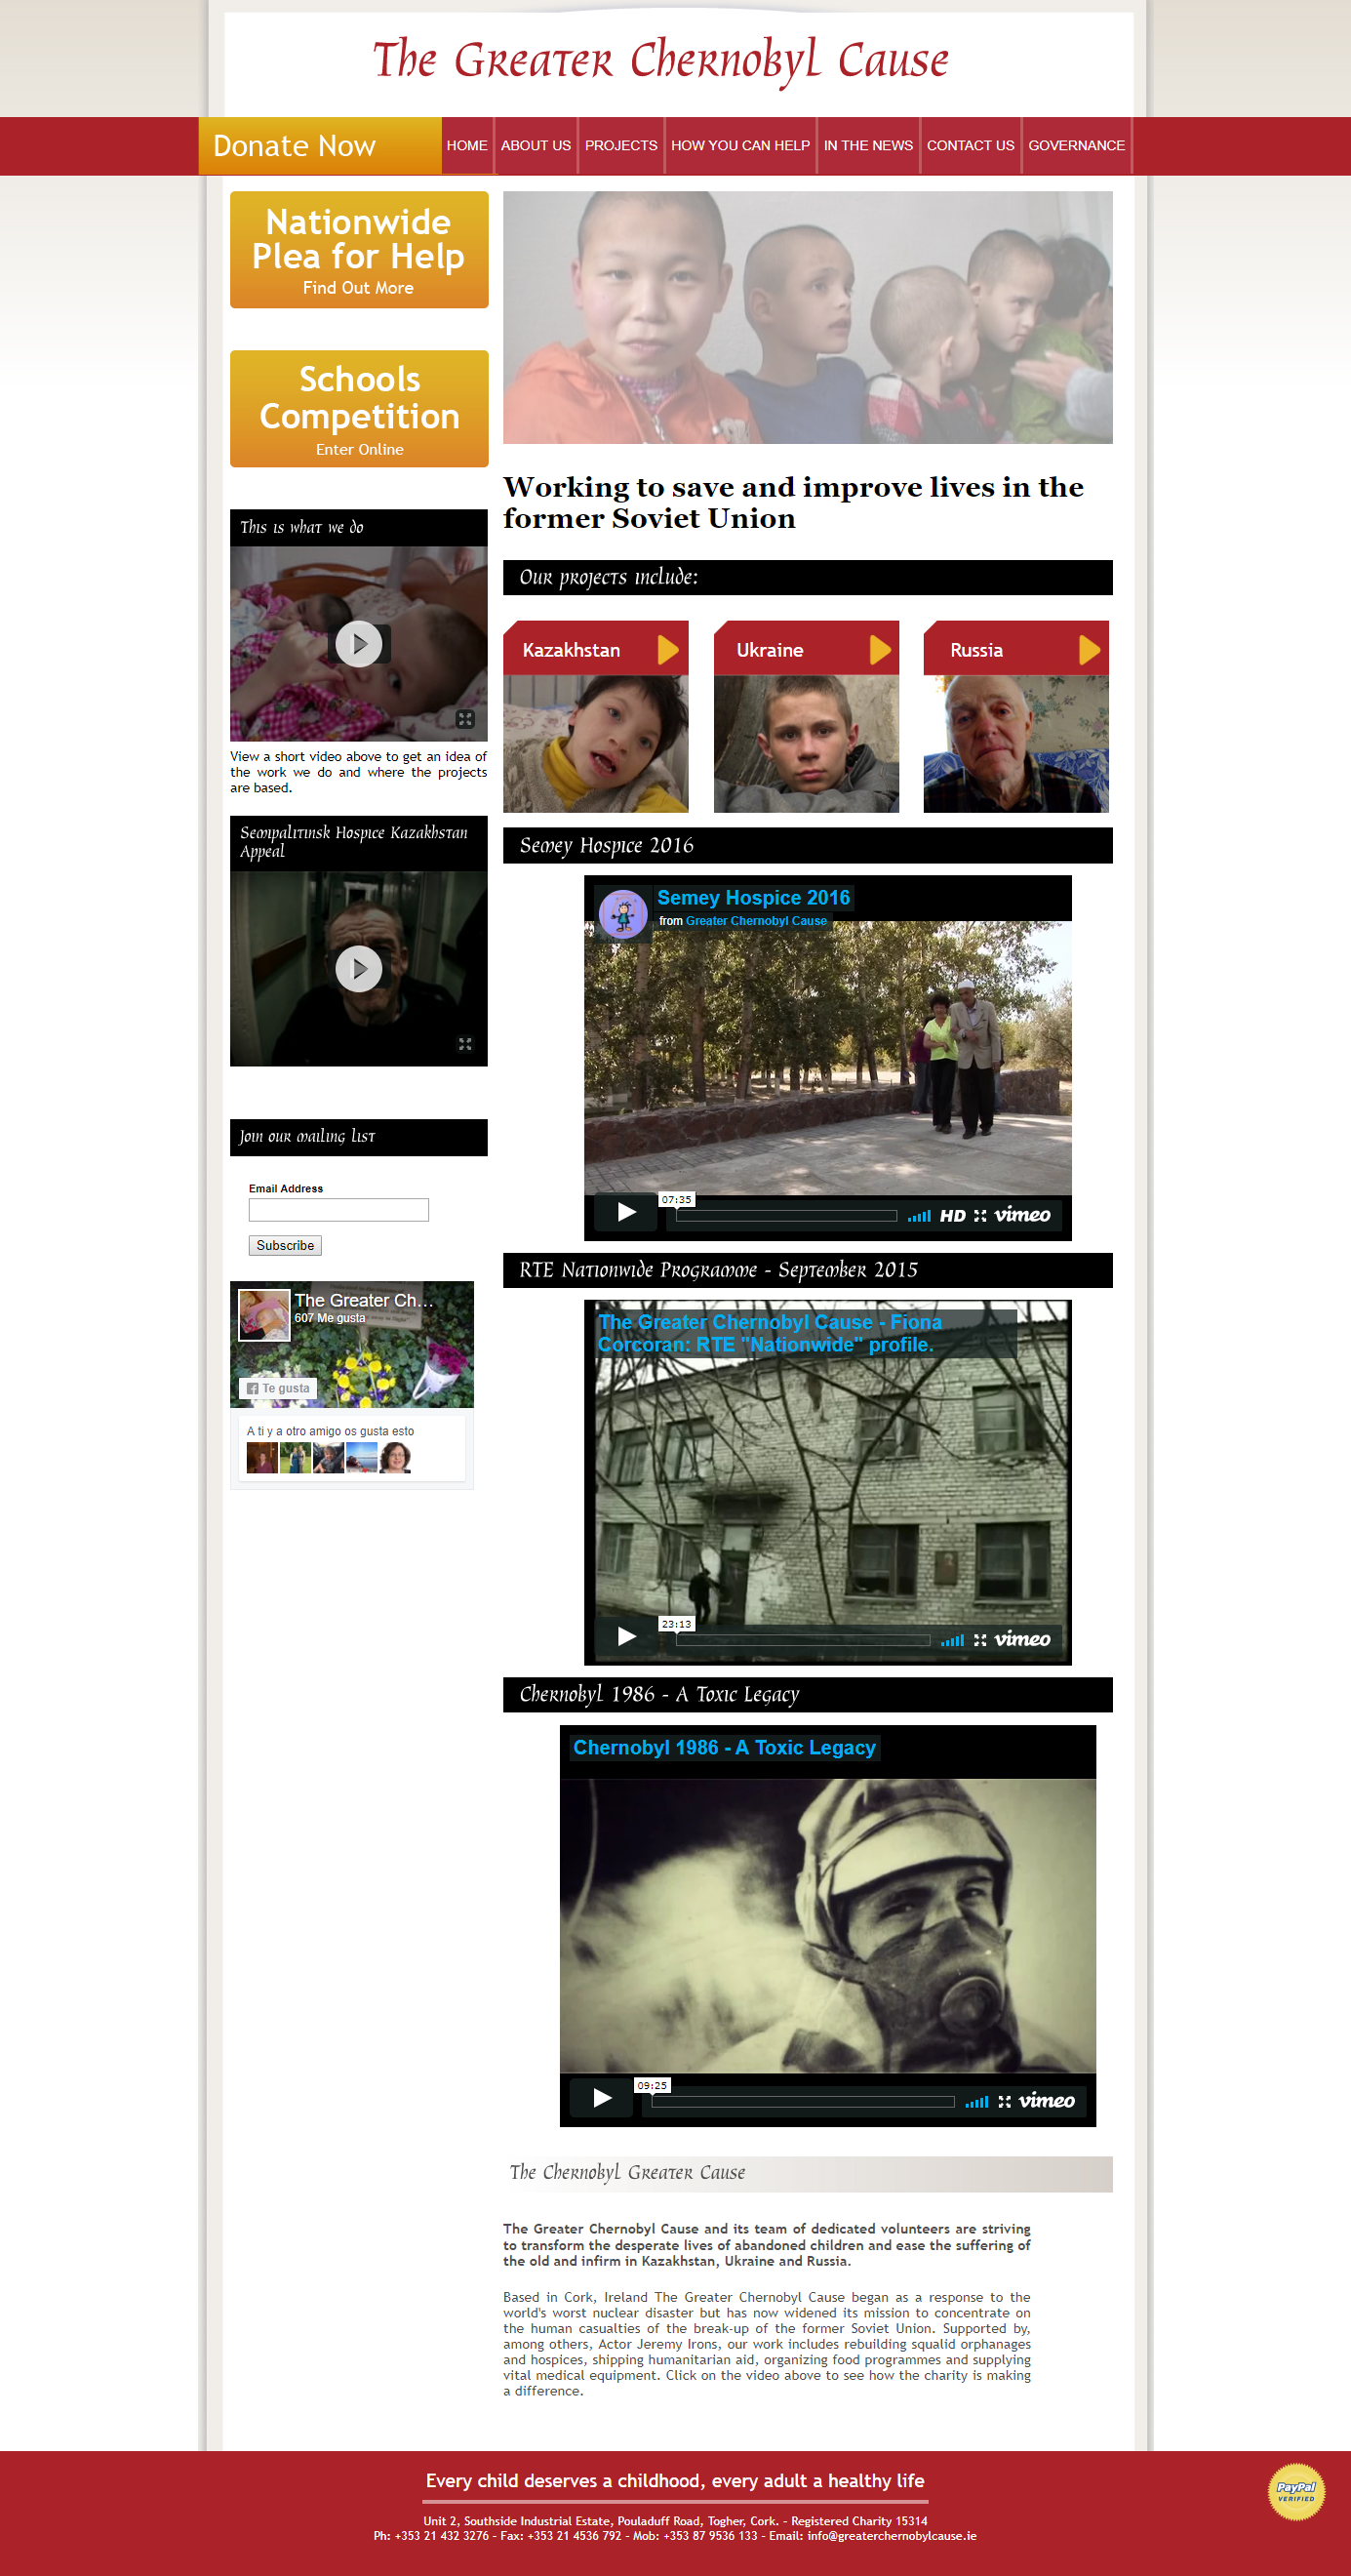 The Greater Chernobyl Cause
Donate Now
HOME
ABOUT US
PROJECTS
HOW YOU CAN HELP
IN THE NEWS
CONTACT US
GOVERNANCE
Nationwide
Plea for Help
Find Out More
Schools
Competition
Enter Online
This is what we do
View a short video above to get an idea of
the work we do and where the projects
are based.
Semipalitinsk Hospice Kazakhstan
Appeal
Join our mailing list
Email Address
Subscribe
The Greater Ch...
607 Me gusta
Te gusta
A ti y a otro amigo os gusta esto
Working to save and improve lives in the
former Soviet Union
Our projects include:
Kazakhstan
Ukraine
Russia
Semey Hospice 2016
Semey Hospice 2016
from Greater Chernobyl Cause
07:35
HD
vimeo
RTE Nationwide Programme - September 2015
The Greater Chernobyl Cause - Fiona
Corcoran: RTE "Nationwide" profile.
23:13
vimeo
Chernobyl 1986 - A Toxic Legacy
Chernobyl 1986 - A Toxic Legacy
09:25
vimeo
The Chernobyl Greater Cause
The Greater Chernobyl Cause and its team of dedicated volunteers are striving
to transform the desperate lives of abandoned children and ease the suffering of
the old and infirm in Kazakhstan, Ukraine and Russia.
Based in Cork, Ireland The Greater Chernobyl Cause began as a response to the
world's worst nuclear disaster but has now widened its mission to concentrate on
the human casualties of the break-up of the former Soviet Union. Supported by,
among others, Actor Jeremy Irons, our work includes rebuilding squalid orphanages
and hospices, shipping humanitarian aid, organizing food programmes and supplying
vital medical equipment. Click on the video above to see how the charity is making
a difference.
Every child deserves a childhood, every adult a healthy life
Unit 2, Southside Industrial Estate, Pouladuff Road, Togher, Cork. - Registered Charity 15314
Ph: +353 21 432 3276 - Fax: +353 21 4536 792 - Mob: +353 87 9536 133 - Email: info@greaterchernobylcause.ie
PayPal
VERIFIED